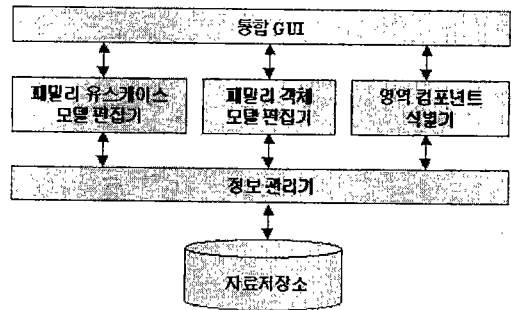 통합 GUI
패밀리 유스케이스
모델 편집기
패밀리 객체
모델 편집기
영역 컴포넌트
식별기
정보 관리기
자료저장소